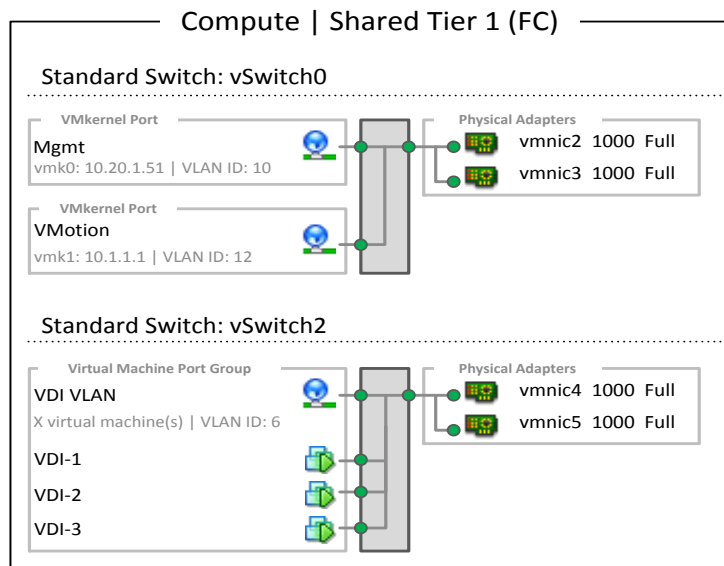 Compute | Shared Tier 1 (FC)
Standard Switch: vSwitch0
VMkernel Port
Mgmt
vmk0: 10.20.1.51 | VLAN ID: 10
Physical Adapters
vmnic2 1000 Full
vmnic3 1000 Full
VMkernel Port
VMotion
vmk1: 10.1.1.1 | VLAN ID: 12
Standard Switch: vSwitch2
Virtual Machine Port Group
VDI VLAN
X virtual machine(s) | VLAN ID: 6
VDI-1
VDI-2
VDI-3
Physical Adapters
vmnic4 1000 Full
vmnic5 1000 Full